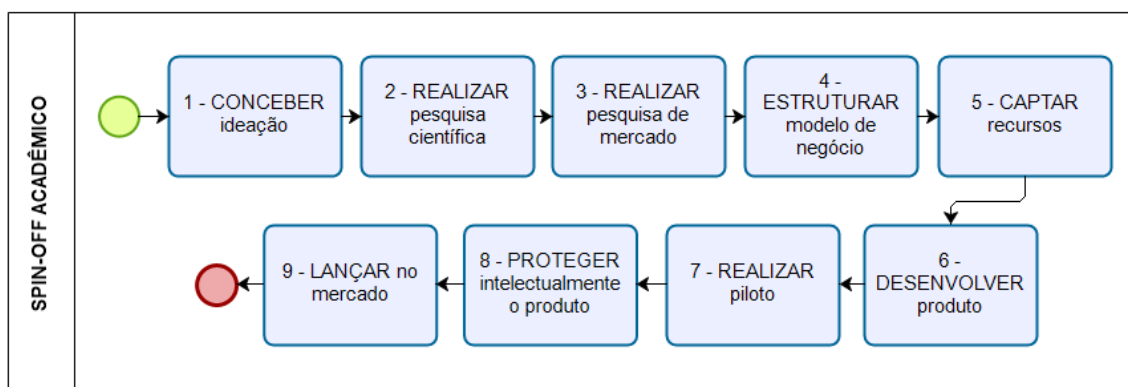 SPIN-OFF ACADÊMICO
1 - CONCEBER
ideação
2 - REALIZAR
pesquisa
científica
3 - REALIZAR
pesquisa de
mercado
4 -
ESTRUTURAR
modelo de
negócio
5 - CAPTAR
recursos
6 -
DESENVOLVER
produto
7 - REALIZAR
piloto
8 - PROTEGER
intelectualmente
o produto
9 - LANÇAR no
mercado